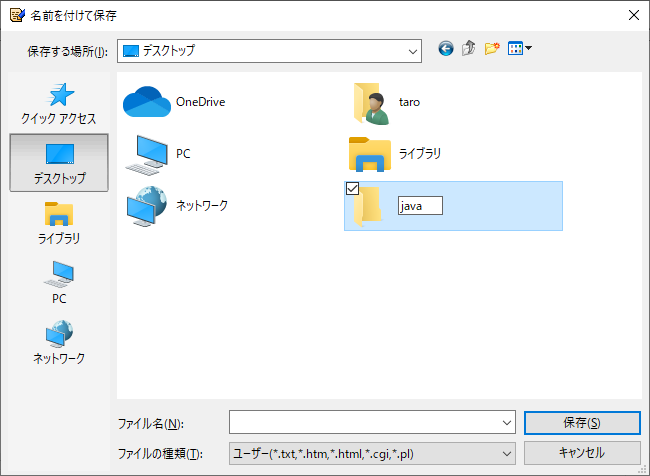 名前を付けて保存
保存する場所(I):
デスクトップ
クイック アクセス
デスクトップ
ライブラリ
PC
ネットワーク
OneDrive
taro
PC
ライブラリ
ネットワーク
java
ファイル名(N):
保存(S)
ファイルの種類(T):
ユーザー(*.txt,*.htm,*.html,*.cgi,*.pl)
キャンセル